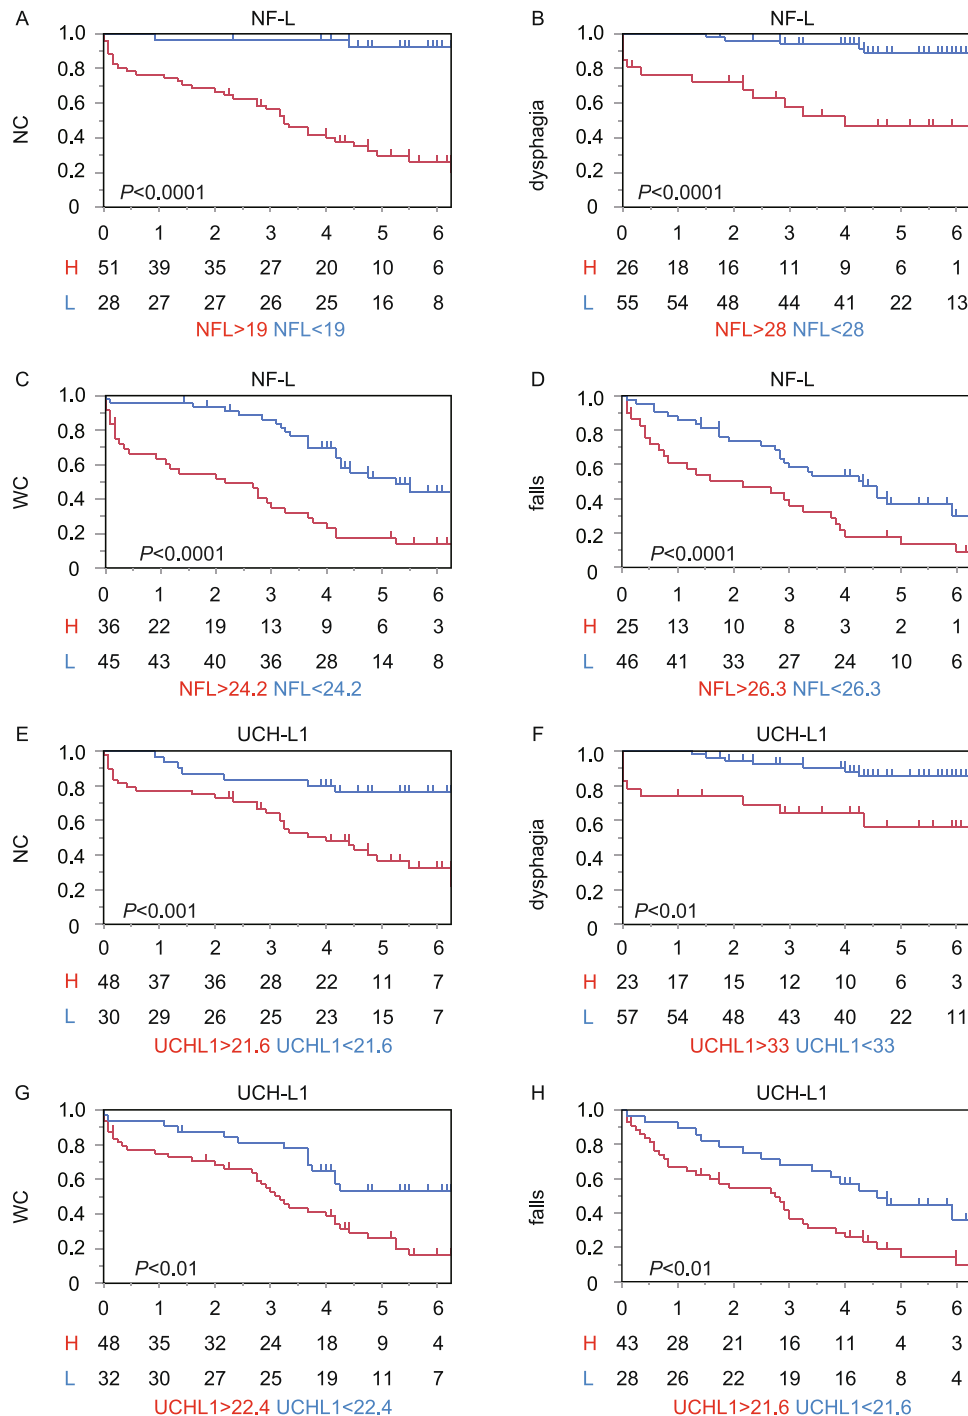 A NF-L
1.0
0.8
0.6
0.4
0.2
0
NC
P<0.0001
0 1 2 3 4 5 6
H 51 39 35 27 20 10 6
L 28 27 27 26 25 16 8
NFL>19 NFL<19
B NF-L
1.0
0.8
0.6
0.4
0.2
0
dysphagia
P<0.0001
0 1 2 3 4 5 6
H 26 18 16 11 9 6 1
L 55 54 48 44 41 22 13
NFL>28 NFL<28
C NF-L
1.0
0.8
0.6
0.4
0.2
0
WC
P<0.0001
0 1 2 3 4 5 6
H 36 22 19 13 9 6 3
L 45 43 40 36 28 14 8
NFL>24.2 NFL<24.2
D NF-L
1.0
0.8
0.6
0.4
0.2
0
falls
P<0.0001
0 1 2 3 4 5 6
H 25 13 10 8 3 2 1
L 46 41 33 27 24 10 6
NFL>26.3 NFL<26.3
E UCH-L1
1.0
0.8
0.6
0.4
0.2
0
NC
P<0.001
0 1 2 3 4 5 6
H 48 37 36 28 22 11 7
L 30 29 26 25 23 15 7
UCHL1>21.6 UCHL1<21.6
F UCH-L1
1.0
0.8
0.6
0.4
0.2
0
dysphagia
P<0.01
0 1 2 3 4 5 6
H 23 17 15 12 10 6 3
L 57 54 48 43 40 22 11
UCHL1>33 UCHL1<33
G UCH-L1
1.0
0.8
0.6
0.4
0.2
0
WC
P<0.01
0 1 2 3 4 5 6
H 48 35 32 24 18 9 4
L 32 30 27 25 19 11 7
UCHL1>22.4 UCHL1<22.4
H UCH-L1
1.0
0.8
0.6
0.4
0.2
0
falls
P<0.01
0 1 2 3 4 5 6
H 43 28 21 16 11 4 3
L 28 26 22 19 16 8 4
UCHL1>21.6 UCHL1<21.6